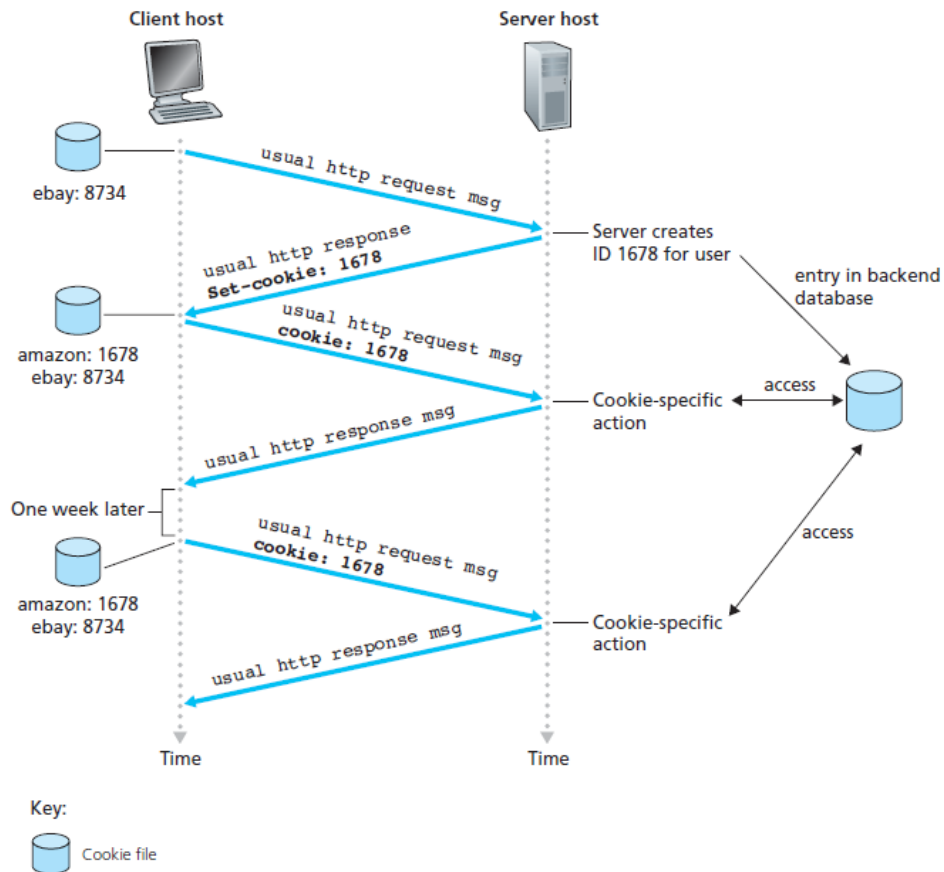 Client host
Server host
usual http request msg
ebay: 8734
Server creates
ID 1678 for user
usual http response
Set-cookie: 1678
entry in backend
database
usual http request msg
cookie: 1678
amazon: 1678
ebay: 8734
access
Cookie-specific
action
usual http response msg
One week later
usual http request msg
cookie: 1678
access
amazon: 1678
ebay: 8734
Cookie-specific
action
usual http response msg
Time
Time
Key:
Cookie file